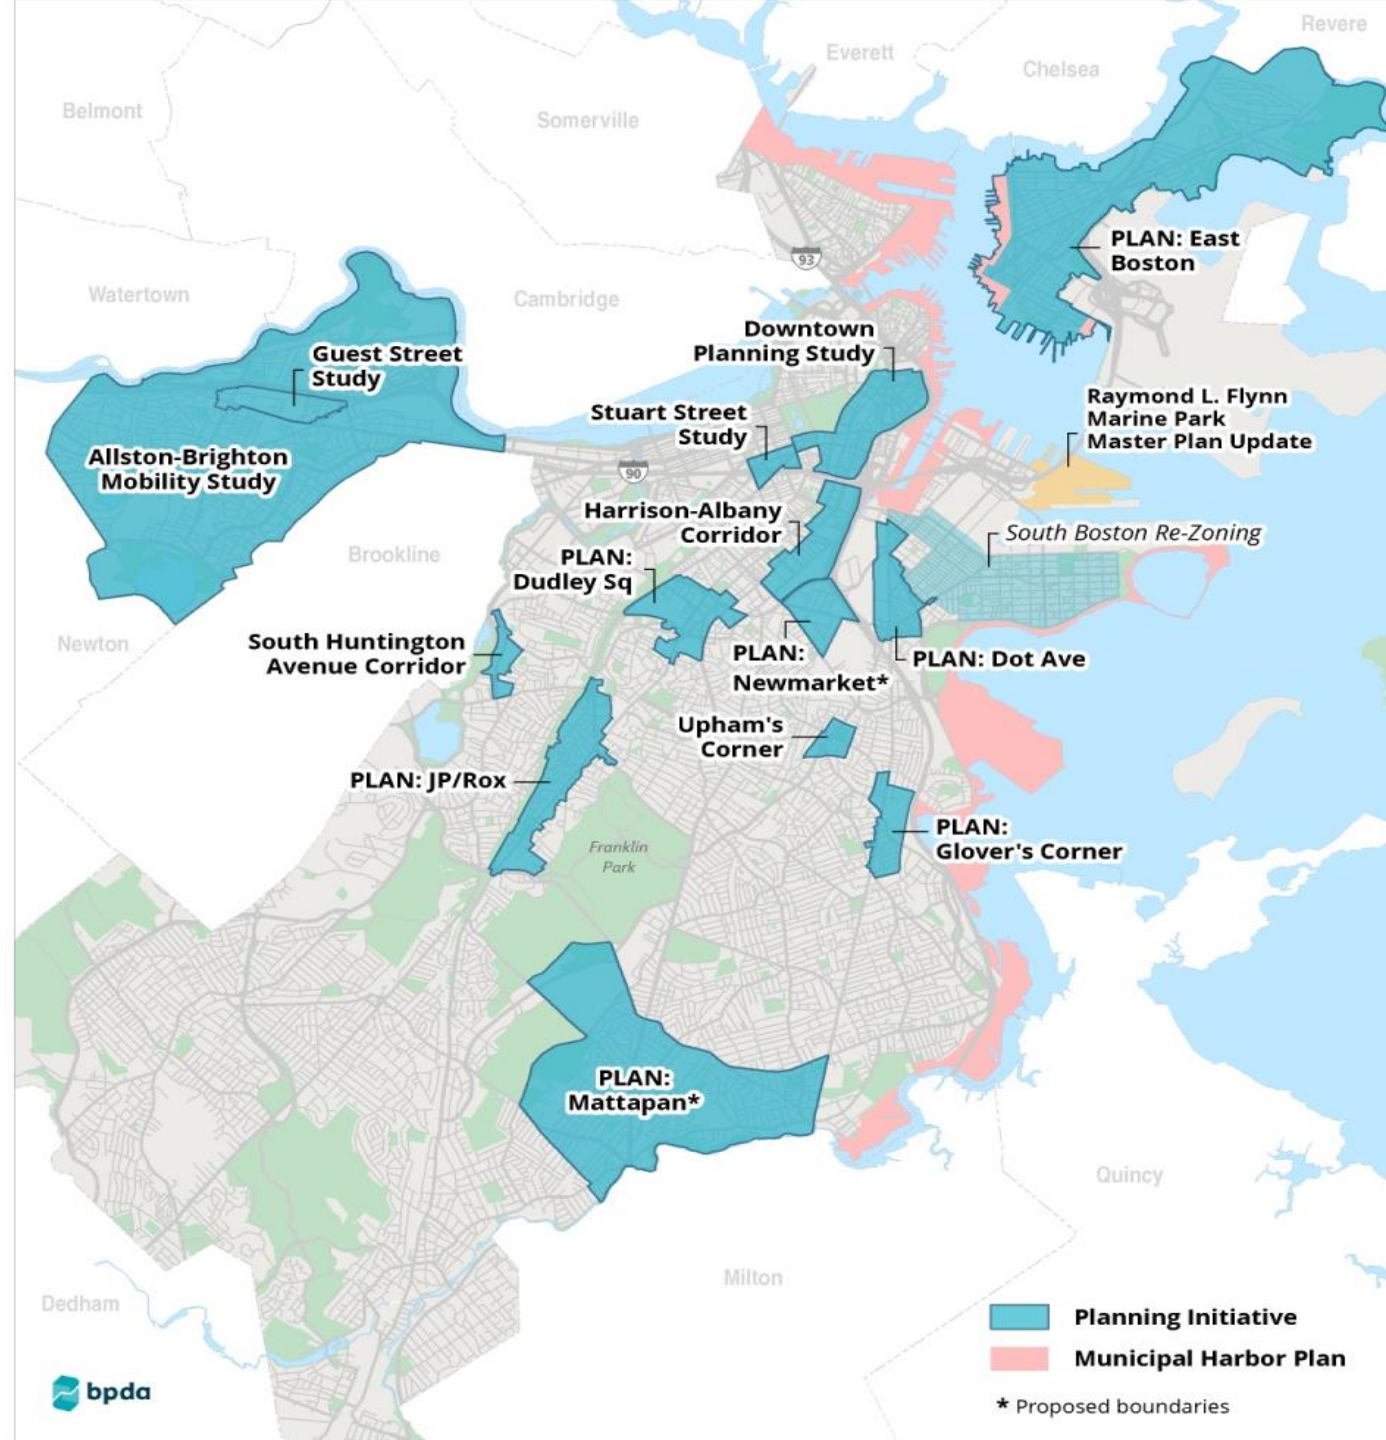 Revere
Everett
Chelsea
Belmont
Somerville
PLAN: East
Boston
93
Watertown
Cambridge
Downtown
Planning Study
Guest Street
Study
Raymond L. Flynn
Marine Park
Master Plan Update
Stuart Street
Study
Allston-Brighton
Mobility Study
90
Harrison-Albany
Corridor
South Boston Re-Zoning
Brookline
PLAN:
Dudley Sq
Newton
South Huntington
Avenue Corridor
PLAN:
Newmarket*
PLAN: Dot Ave
Upham's
Corner
PLAN: JP/Rox
PLAN:
Glover's Corner
Franklin
Park
PLAN:
Mattapan*
Quincy
Milton
Dedham
Planning Initiative
Municipal Harbor Plan
* Proposed boundaries
bpda